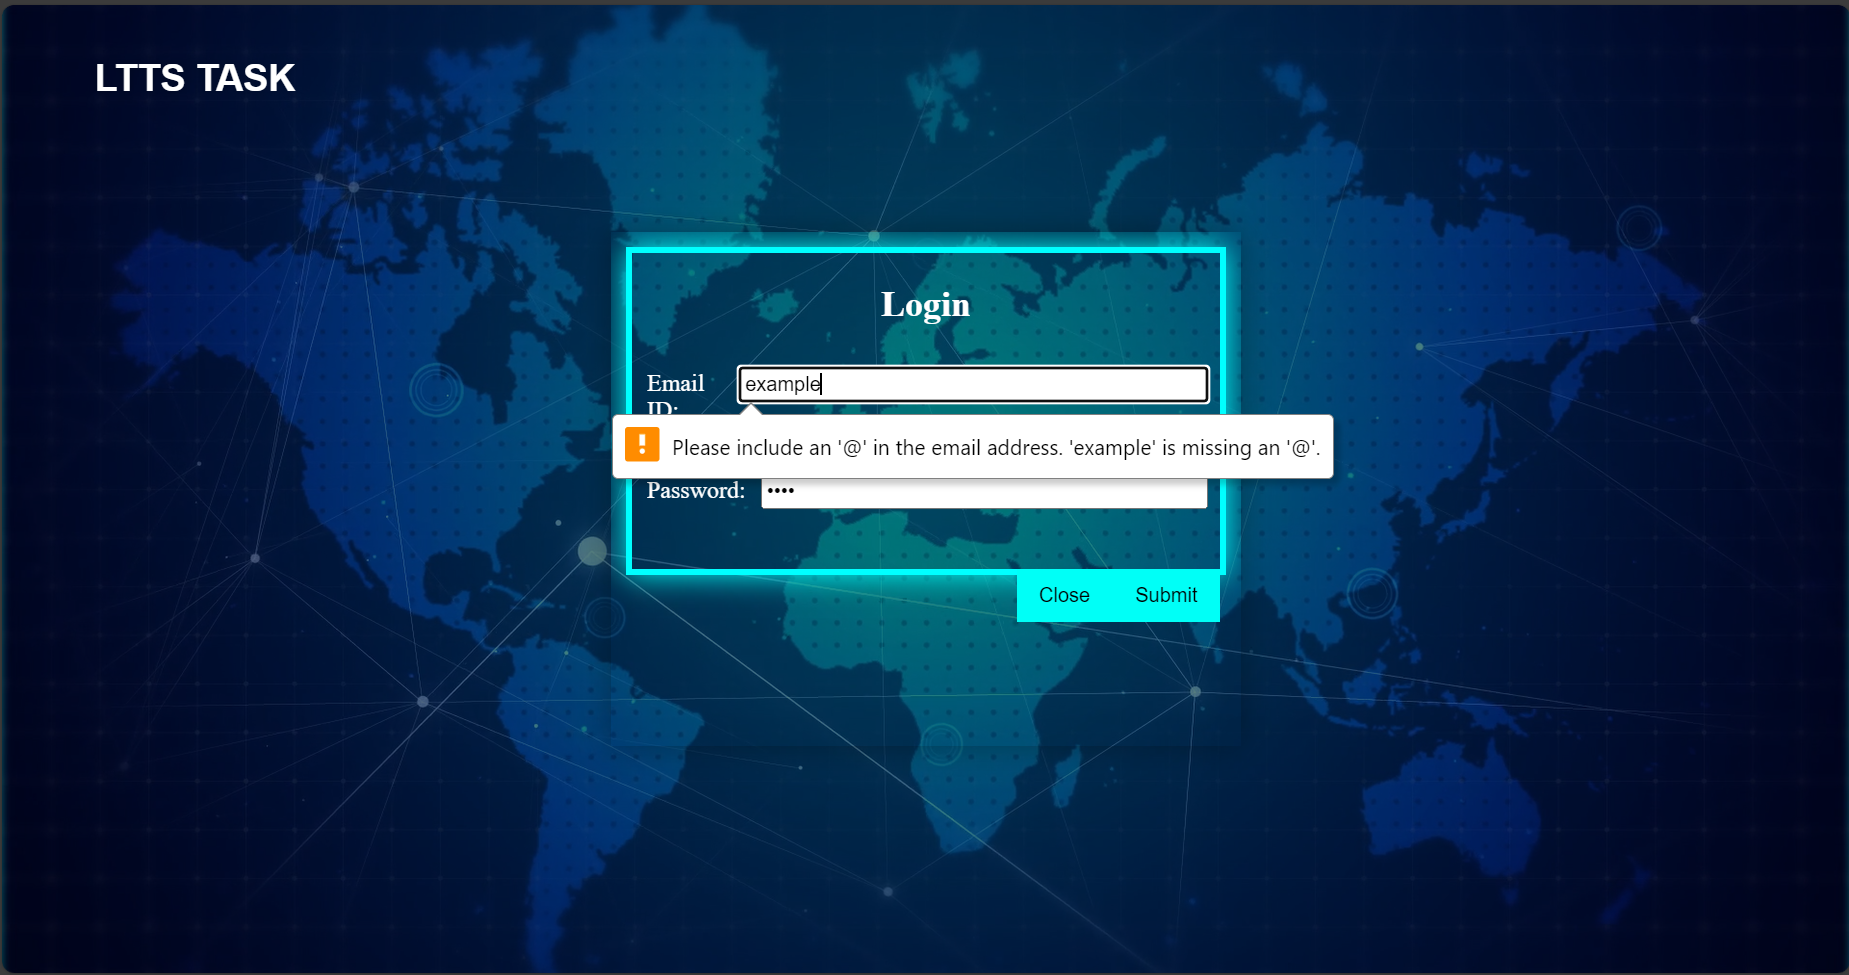 LTTS TASK
Login
Email
ID:
example
Please include an '@' in the email address. 'example' is missing an '@'.
Password: ••••
Close Submit